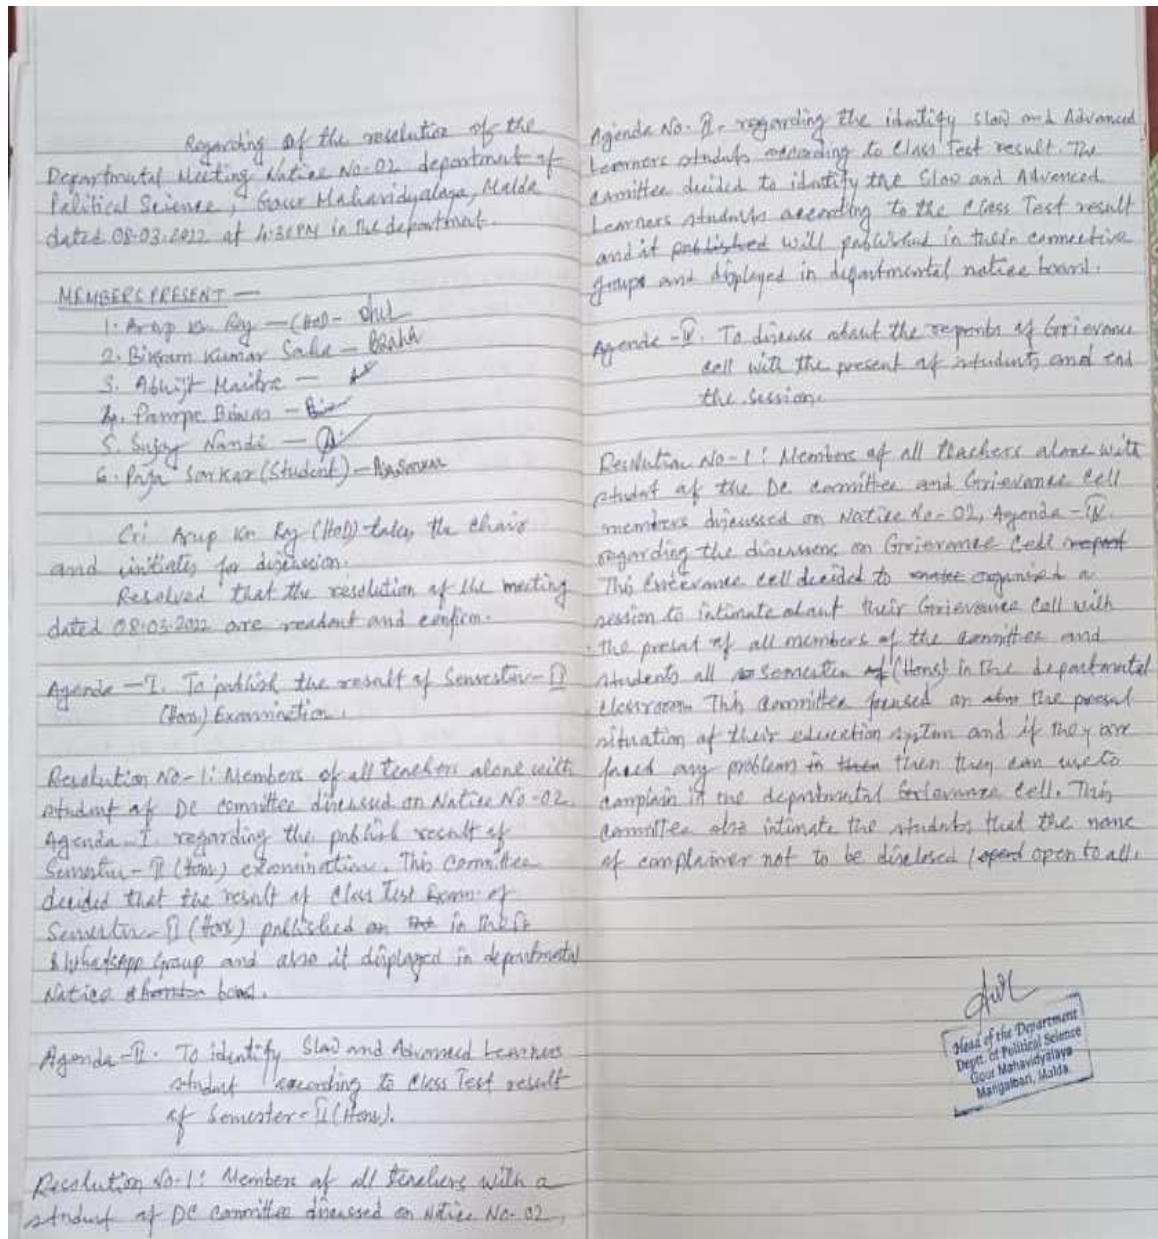 Regarding of the resolution of the
Departmental Meeting Notice No-02 department of
Political Science, Gour Mahavidyalaya, Malda
dated 08.03.2022 at 4:30PM in the department.
MEMBERS PRESENT —
1. Arup Kr Ray — (HoD) -
2. Bikram Kumar Saha — BSaha
3. Abhijit Maitra —
4. Pampa Biswas —
5. Sujay Nandi —
6. Puja Sarkar (Student) — PujaSarkar
Cri Arup Kr Ray (HoD) takes the chair
and initiates for discussion.
Resolved that the resolution of the meeting
dated 08.03.2022 are readout and confirm.
Agenda — I. To publish the result of Semester - II
(Hons) Examination.
Resolution No-1: Members of all teachers alone with
student of DC committee discussed on Notice No-02.
Agenda - I. regarding the publish result of
Semester - II (Hons) examination. This Committee
decided that the result of Class Test Exam. of
Semester - II (Hons) published on in their
WhatsApp Group and also it displayed in departmental
Notice board.
Agenda - II. To identify Slow and Advanced Learners
student according to Class Test result
of Semester - II (Hons).
Resolution No-1: Members of all teachers with a
student of DC Committee discussed on Notice No-02,
Agenda No. II. regarding the identify slow and Advanced
Learners students according to Class Test result. The
committee decided to identify the Slow and Advanced
Learners students according to the Class Test result
and it published will published in their connective
groups and displayed in departmental notice board.
Agenda - IV. To discuss about the reports of Grievance
cell with the present of students and end
the session.
Resolution No-1: Members of all teachers alone with
student of the DC committee and Grievance Cell
members discussed on Notice No-02, Agenda - IV.
regarding the discussions on Grievance Cell report
This Grievance cell decided to organised a
session to intimate about their Grievance Cell with
the presat of all members of the committee and
students all semester of (Hons) in the departmental
classroom. This committee focused on the presat
situation of their education system and if they are
faced any problem in then they can
complain in the departmental Grievance Cell. This
committee also intimate the students that the name
of complainer not to be disclosed / open to all.
Head of the Department
Deptt. of Political Science
Gour Mahavidyalaya
Mangalbari, Malda